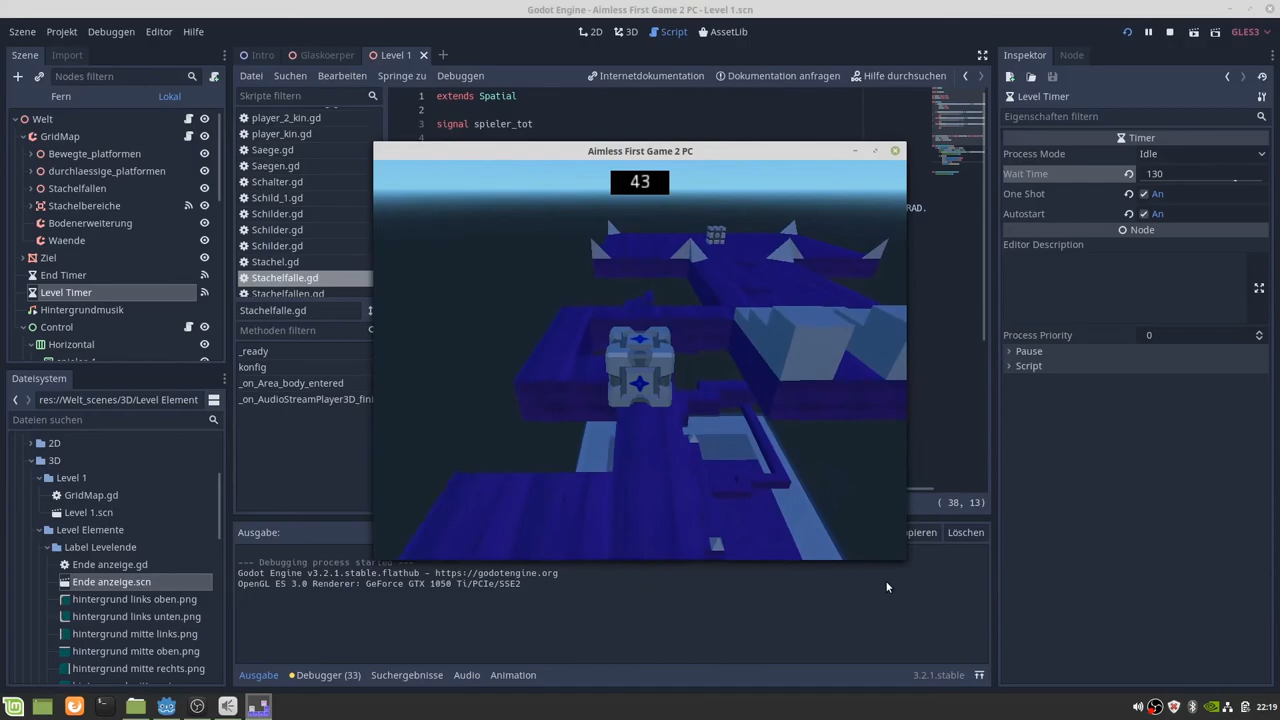 Godot Engine - Aimless First Game 2 PC - Level 1.scn
Szene Projekt Debuggen Editor Hilfe
2D 3D Script AssetLib
GLES3
Szene Import
Nodes filtern
Fern Lokal
Welt
GridMap
Bewegte_platformen
durchlaessige_platformen
Stachelfallen
Stachelbereiche
Bodenerweiterung
Waende
Ziel
End Timer
Level Timer
Hintergrundmusik
Control
Horizontal
Dateisystem
res://Welt_scenes/3D/Level Element
Dateien suchen
2D
3D
Level 1
GridMap.gd
Level 1.scn
Level Elemente
Label Levelende
Ende anzeige.gd
Ende anzeige.scn
hintergrund links oben.png
hintergrund links unten.png
hintergrund mitte links.png
hintergrund mitte oben.png
hintergrund mitte rechts.png
Intro Glaskoerper Level 1
Datei Suchen Bearbeiten Springe zu Debuggen
Internetdokumentation Dokumentation anfragen Hilfe durchsuchen
Skripte filtern
player_2_kin.gd
player_kin.gd
Saege.gd
Saegen.gd
Schalter.gd
Schild_1.gd
Schilder.gd
Schilder.gd
Schilder.gd
Stachel.gd
Stachelfalle.gd
Stachelfallen.gd
Stachelfalle.gd
Methoden filtern
_ready
konfig
_on_Area_body_entered
_on_AudioStreamPlayer3D_fini
1 extends Spatial
2
3 signal spieler_tot
4
RAD.
( 38, 13)
Aimless First Game 2 PC
43
Ausgabe:
opieren Löschen
--- Debugging process started ---
Godot Engine v3.2.1.stable.flathub - https://godotengine.org
OpenGL ES 3.0 Renderer: GeForce GTX 1050 Ti/PCIe/SSE2
Ausgabe Debugger (33) Suchergebnisse Audio Animation
3.2.1.stable
Inspektor Node
Level Timer
Eigenschaften filtern
Timer
Process Mode Idle
Wait Time 130
One Shot An
Autostart An
Node
Editor Description
Process Priority 0
Pause
Script
22:19